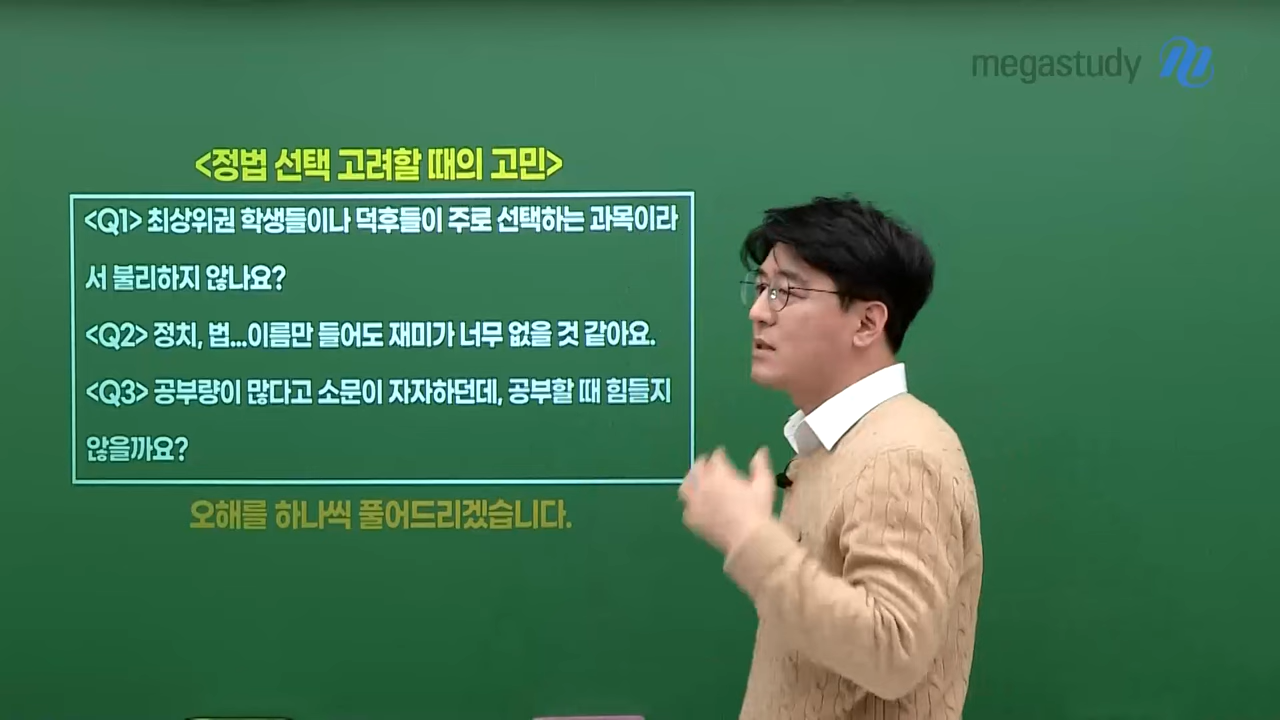 megastudy
<정법 선택 고려할 때의 고민>
<Q1> 최상위권 학생들이나 덕후들이 주로 선택하는 과목이라
서 불리하지 않나요?
<Q2> 정치, 법...이름만 들어도 재미가 너무 없을 것 같아요.
<Q3> 공부량이 많다고 소문이 자자하던데, 공부할 때 힘들지
않을까요?
오해를 하나씩 풀어드리겠습니다.